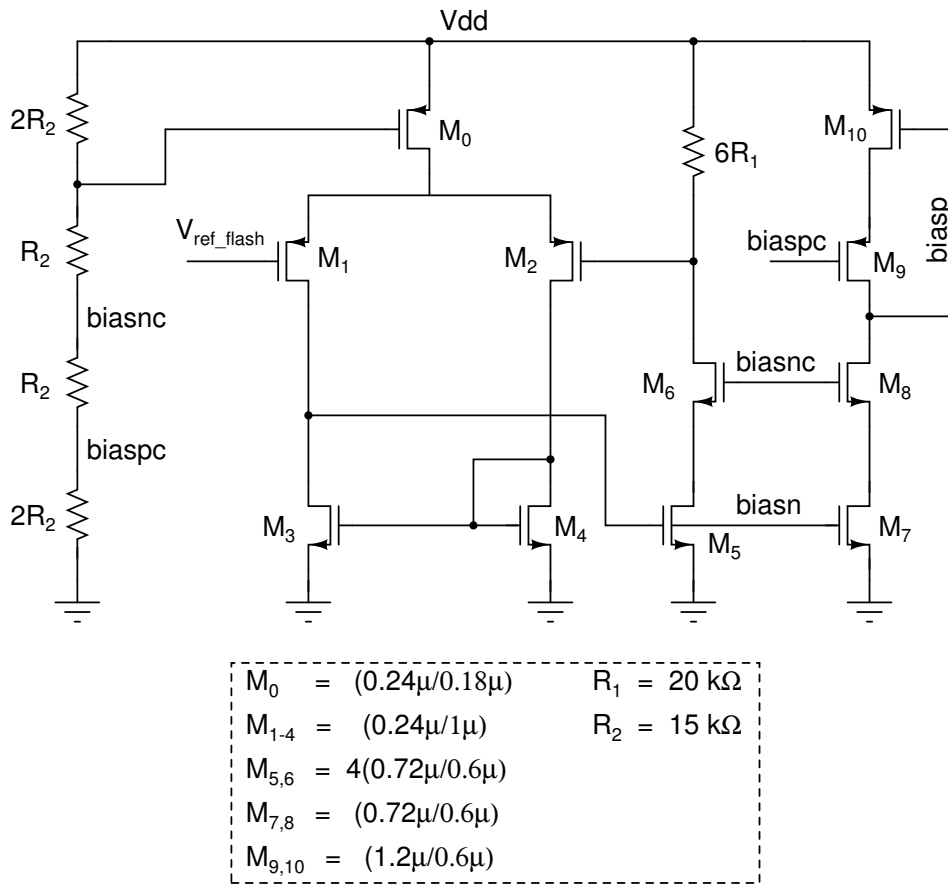 Vdd
2R₂
M₀
6R₁
M₁₀
biasp
V_ref_flash
R₂
M₁
M₂
biaspc
M₉
biasnc
R₂
M₆
biasnc
M₈
biaspc
2R₂
M₃
M₄
biasn
M₅
M₇
M₀ = (0.24μ/0.18μ) R₁ = 20 kΩ
M₁₋₄ = (0.24μ/1μ) R₂ = 15 kΩ
M₅,₆ = 4(0.72μ/0.6μ)
M₇,₈ = (0.72μ/0.6μ)
M₉,₁₀ = (1.2μ/0.6μ)